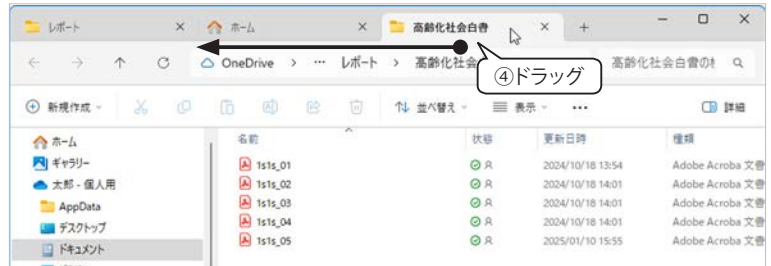 レポート
ホーム
高齢化社会白書
OneDrive > ... レポート > 高齢化社会
高齢化社会白書の
④ドラッグ
新規作成
並べ替え
表示
詳細
ホーム
ギャラリー
太郎 - 個人用
AppData
デスクトップ
ドキュメント
名前 状態 更新日時 種類
1s1s_01 2024/10/18 13:54 Adobe Acroba 文書
1s1s_02 2024/10/18 14:01 Adobe Acroba 文書
1s1s_03 2024/10/18 14:01 Adobe Acroba 文書
1s1s_04 2024/10/18 14:01 Adobe Acroba 文書
1s1s_05 2025/01/10 15:55 Adobe Acroba 文書